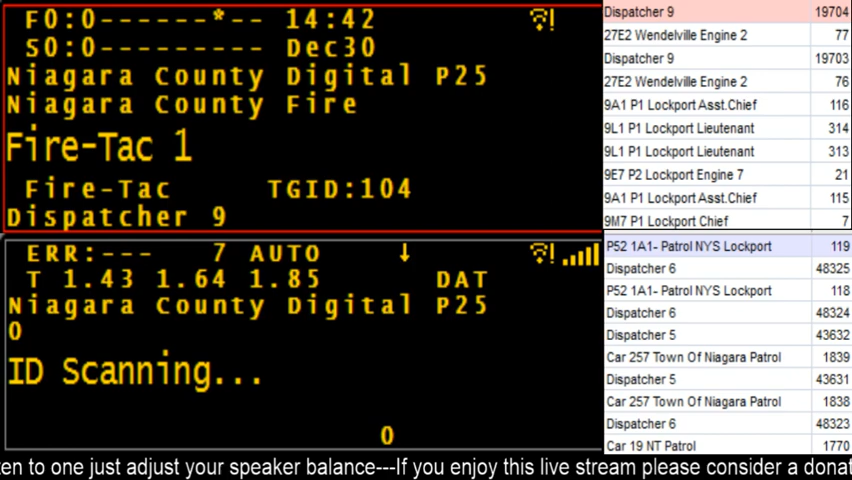 F0:0------*-- 14:42
S0:0--------- Dec30
Niagara County Digital P25
Niagara County Fire
Fire-Tac 1
Fire-Tac TGID:104
Dispatcher 9
ERR:--- 7 AUTO ↓
T 1.43 1.64 1.85 DAT
Niagara County Digital P25
0
ID Scanning...
0
Dispatcher 9 19704
27E2 Wendelville Engine 2 77
Dispatcher 9 19703
27E2 Wendelville Engine 2 76
9A1 P1 Lockport Asst.Chief 116
9L1 P1 Lockport Lieutenant 314
9L1 P1 Lockport Lieutenant 313
9E7 P2 Lockport Engine 7 21
9A1 P1 Lockport Asst.Chief 115
9M7 P1 Lockport Chief 7
P52 1A1- Patrol NYS Lockport 119
Dispatcher 6 48325
P52 1A1- Patrol NYS Lockport 118
Dispatcher 6 48324
Dispatcher 5 43632
Car 257 Town Of Niagara Patrol 1839
Dispatcher 5 43631
Car 257 Town Of Niagara Patrol 1838
Dispatcher 6 48323
Car 19 NT Patrol 1770
ten to one just adjust your speaker balance---If you enjoy this live stream please consider a donat